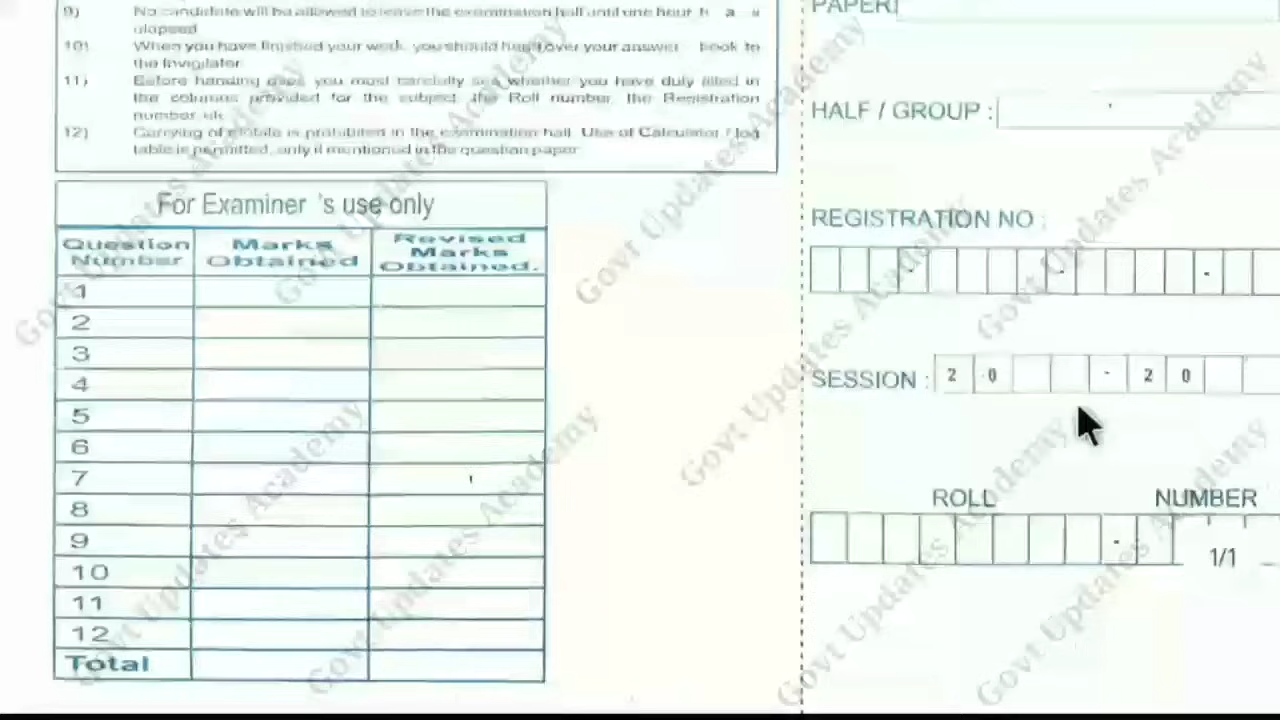 9) No candidate will be allowed to leave the examination hall until one hour h a s
elapsed
10) When you have finished your work, you should hand over your answer book to
the Invigilator
11) Before handing over, you must carefully see whether you have duly filled in
the columns provided for the subject, the Roll number, the Registration
number etc
12) Carrying of mobile is prohibited in the examination hall. Use of Calculator / log
table is permitted, only if mentioned in the question paper
For Examiner 's use only
Question Number Marks Obtained Revised Marks Obtained.
1
2
3
4
5
6
7
8
9
10
11
12
Total
PAPER
HALF / GROUP :
REGISTRATION NO :
- - -
SESSION : 2 0 - 2 0
ROLL NUMBER
-
1/1
Govt Updates Academy